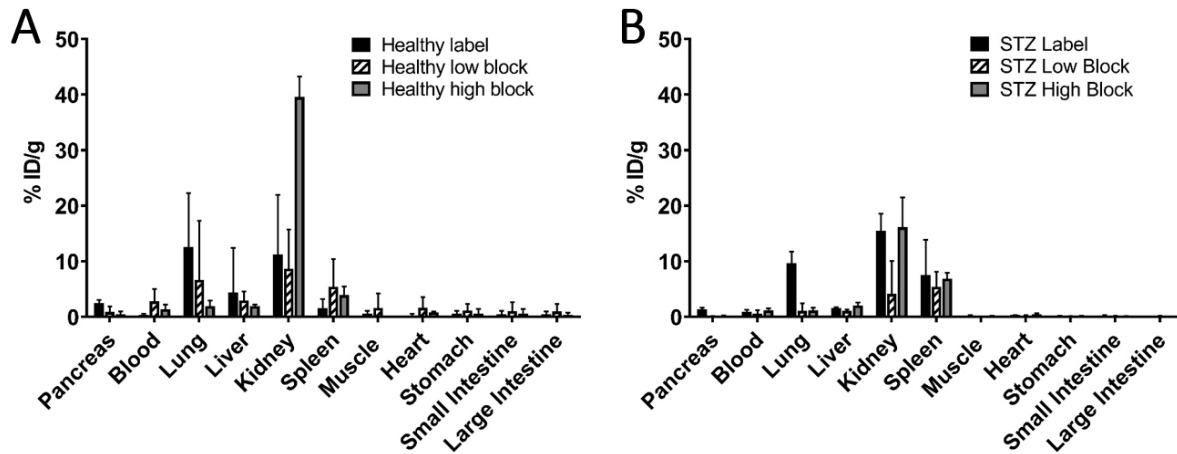 A
50
40
30
20
10
0
% ID/g
Healthy label
Healthy low block
Healthy high block
Pancreas
Blood
Lung
Liver
Kidney
Spleen
Muscle
Heart
Stomach
Small Intestine
Large Intestine
B
50
40
30
20
10
0
% ID/g
STZ Label
STZ Low Block
STZ High Block
Pancreas
Blood
Lung
Liver
Kidney
Spleen
Muscle
Heart
Stomach
Small Intestine
Large Intestine